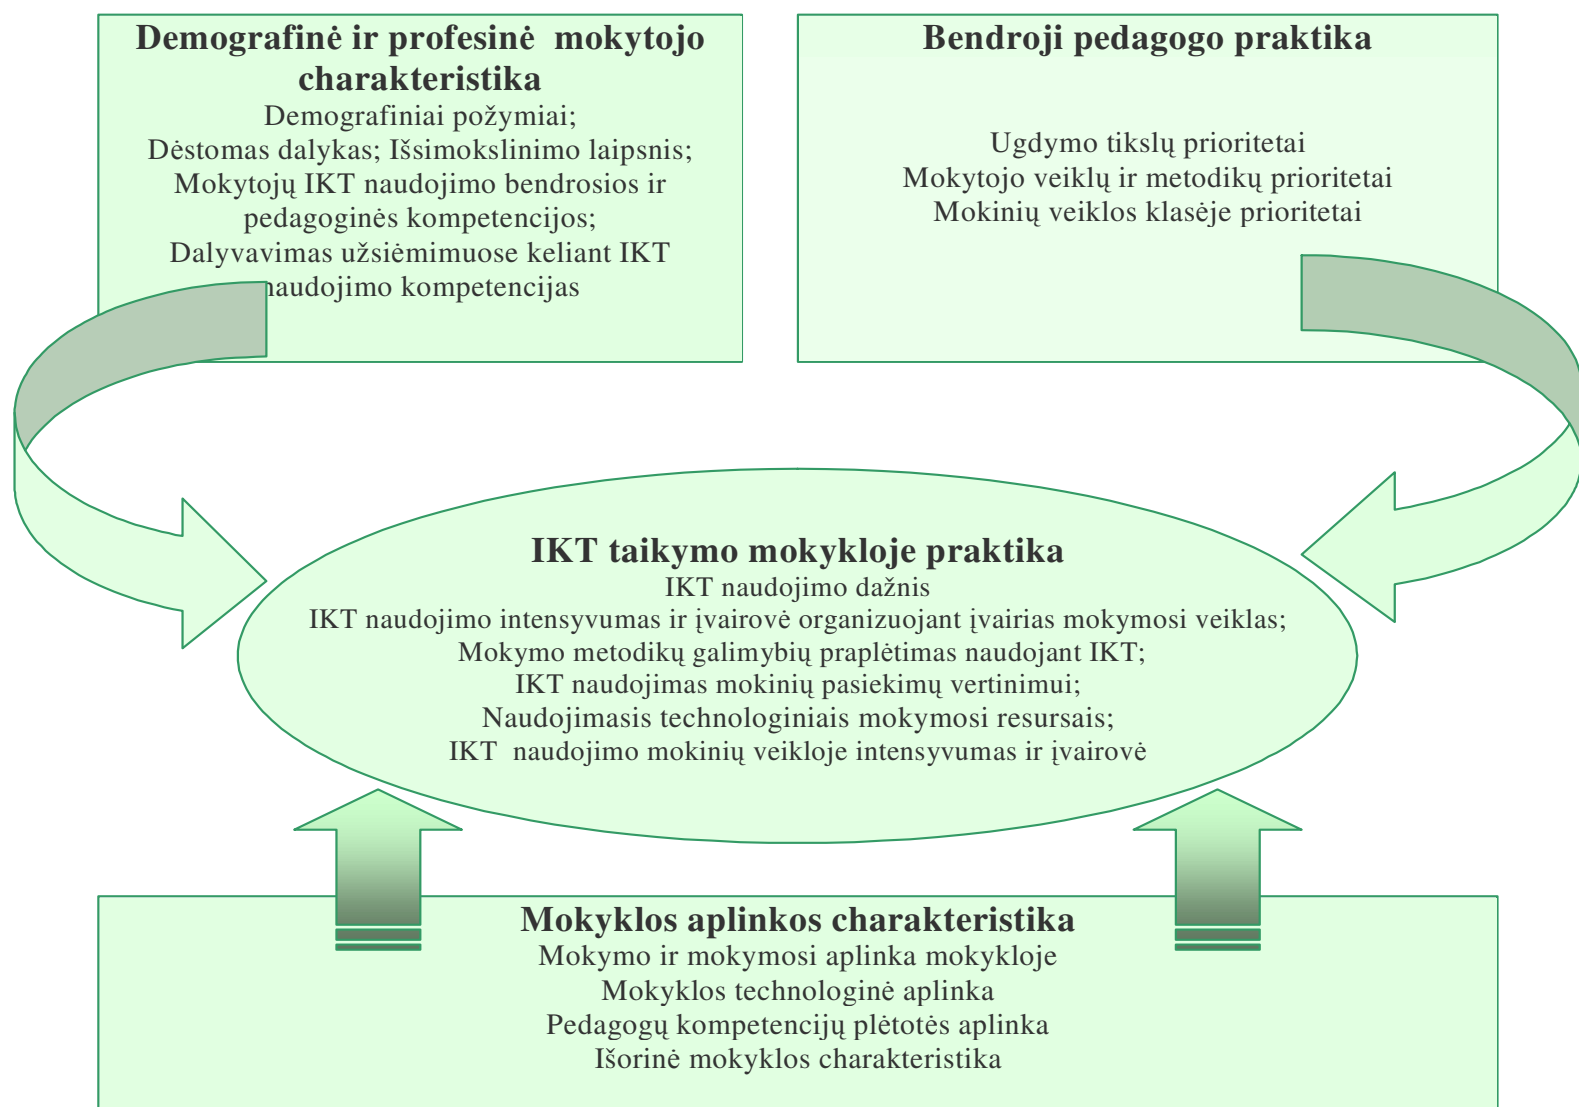 Demografinė ir profesinė mokytojo
charakteristika
Demografiniai požymiai;
Dėstomas dalykas; Išsimokslinimo laipsnis;
Mokytojų IKT naudojimo bendrosios ir
pedagoginės kompetencijos;
Dalyvavimas užsiėmimuose keliant IKT
naudojimo kompetencijas
Bendroji pedagogo praktika
Ugdymo tikslų prioritetai
Mokytojo veiklų ir metodikų prioritetai
Mokinių veiklos klasėje prioritetai
IKT taikymo mokykloje praktika
IKT naudojimo dažnis
IKT naudojimo intensyvumas ir įvairovė organizuojant įvairias mokymosi veiklas;
Mokymo metodikų galimybių praplėtimas naudojant IKT;
IKT naudojimas mokinių pasiekimų vertinimui;
Naudojimasis technologiniais mokymosi resursais;
IKT naudojimo mokinių veikloje intensyvumas ir įvairovė
Mokyklos aplinkos charakteristika
Mokymo ir mokymosi aplinka mokykloje
Mokyklos technologinė aplinka
Pedagogų kompetencijų plėtotės aplinka
Išorinė mokyklos charakteristika